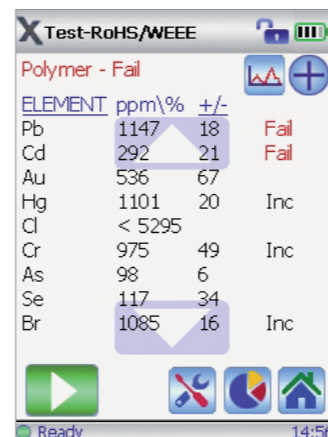 X Test-RoHS/WEEE
Polymer - Fail
ELEMENT ppm\% +/-
Pb 1147 18 Fail
Cd 292 21 Fail
Au 536 67
Hg 1101 20 Inc
Cl < 5295
Cr 975 49 Inc
As 98 6
Se 117 34
Br 1085 16 Inc
Ready 14:56